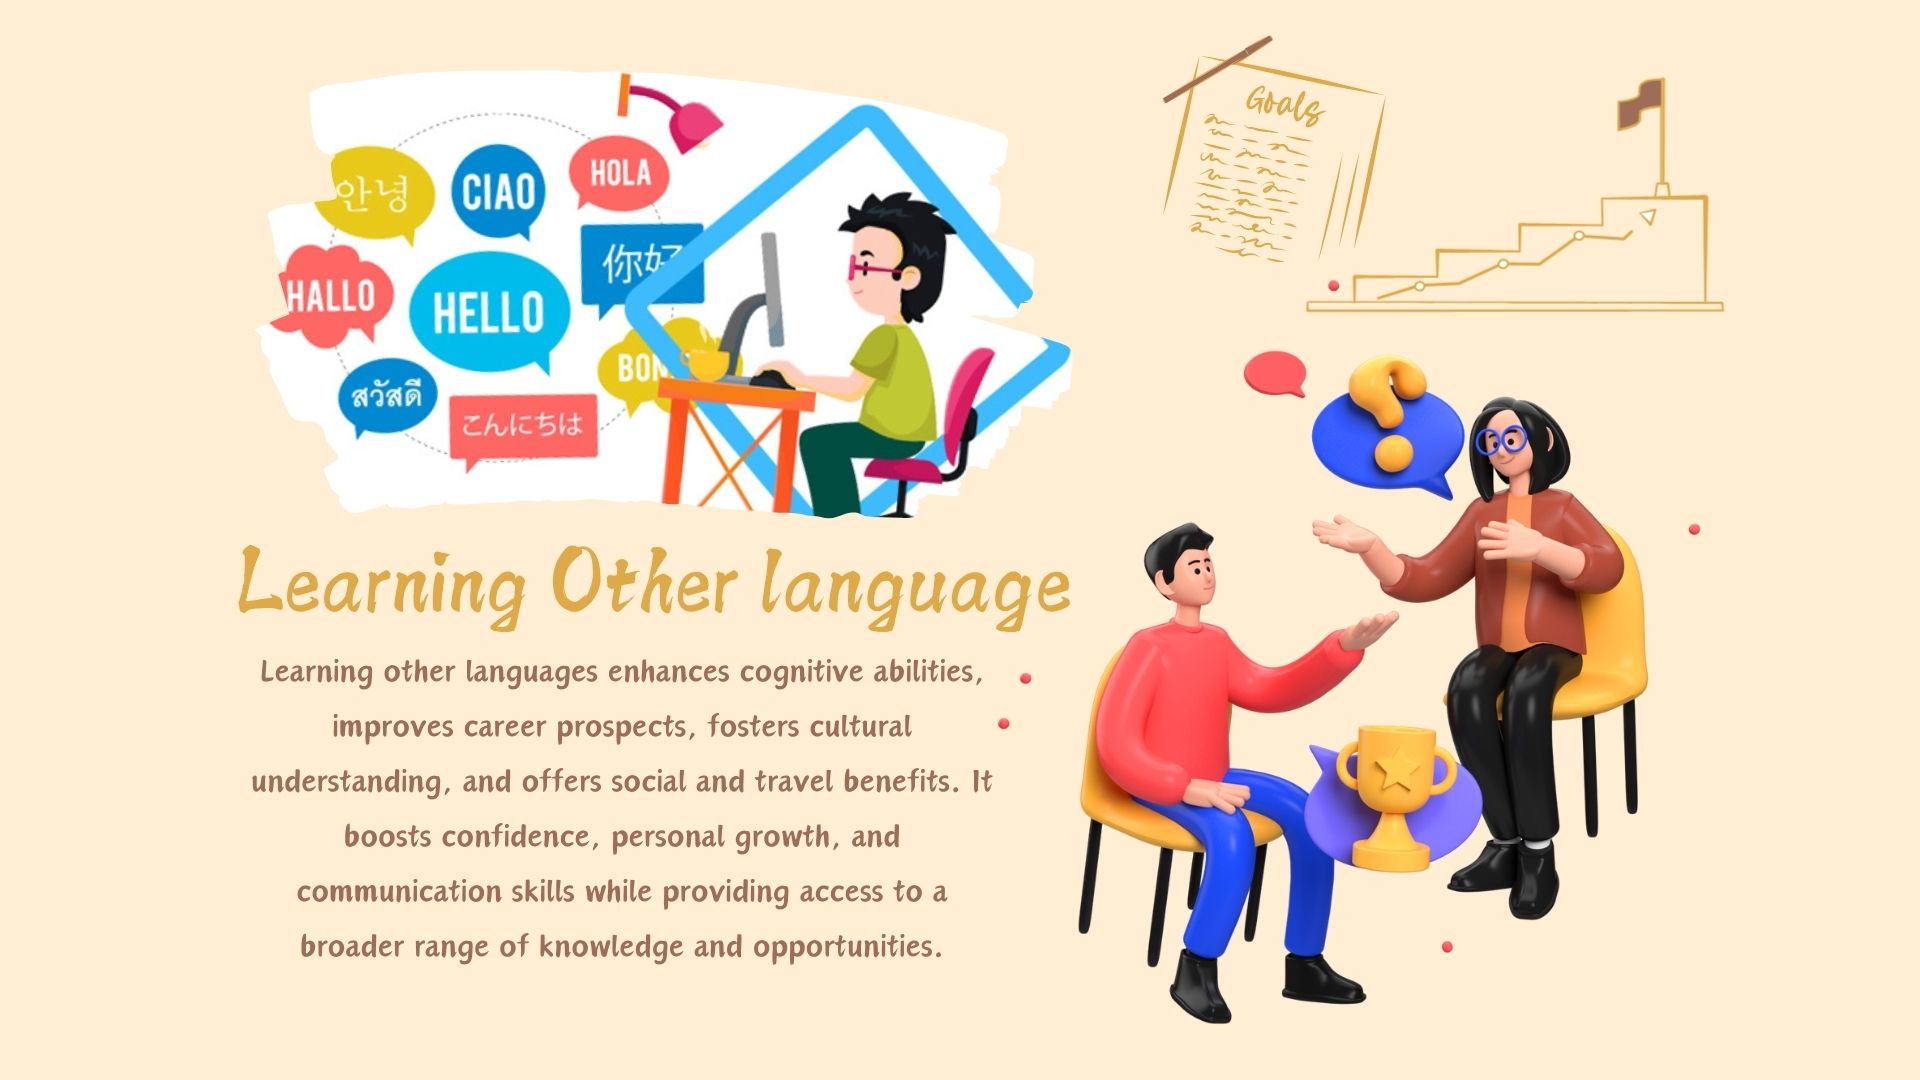 Goals
안녕
CIAO
HOLA
你好
HALLO
HELLO
BON
สวัสดี
こんにちは
Learning Other language
Learning other languages enhances cognitive abilities,
improves career prospects, fosters cultural
understanding, and offers social and travel benefits. It
boosts confidence, personal growth, and
communication skills while providing access to a
broader range of knowledge and opportunities.